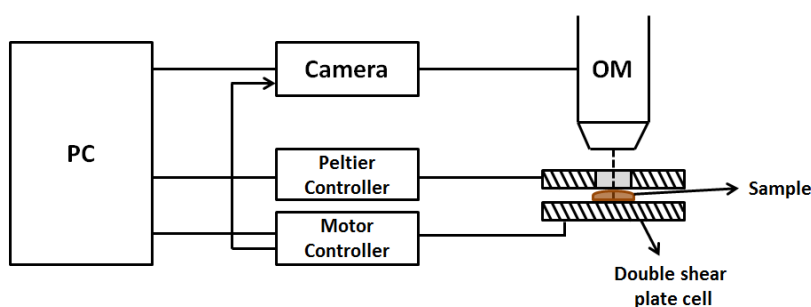 Camera
OM
PC
Peltier
Controller
Sample
Motor
Controller
Double shear
plate cell